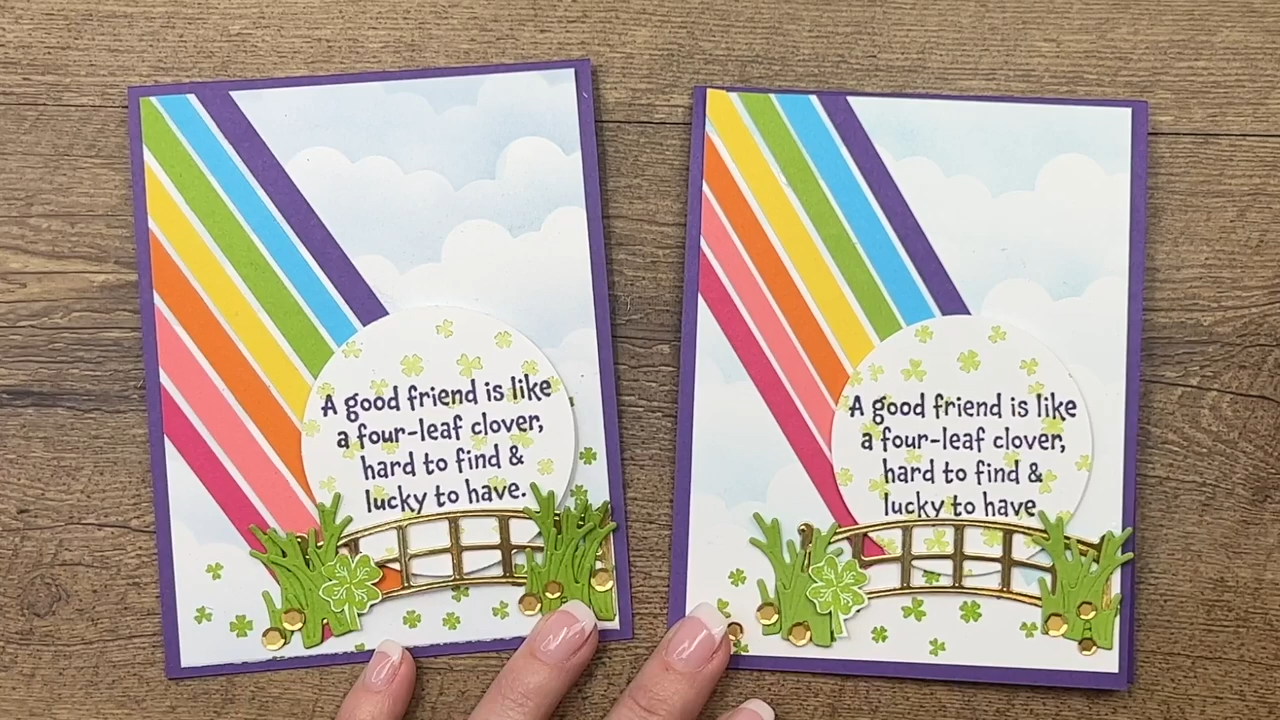 A good friend is like
a four-leaf clover,
hard to find &
lucky to have.
A good friend is like
a four-leaf clover,
hard to find &
lucky to have